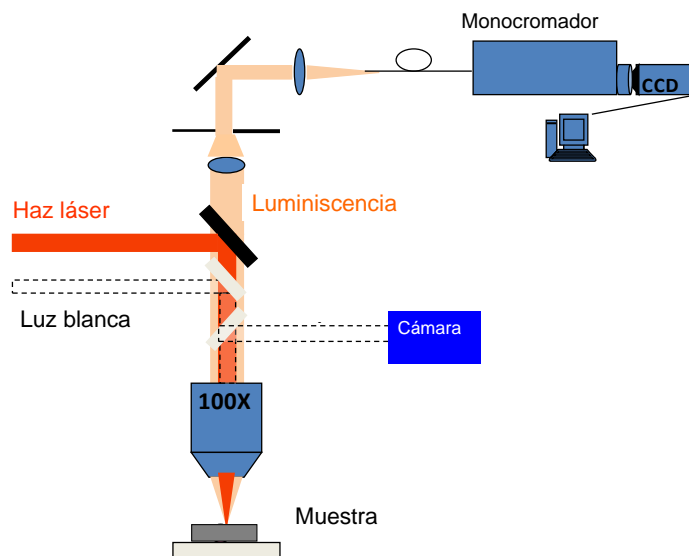 Monocromador
CCD
Haz láser
Luminiscencia
Luz blanca
Cámara
100X
Muestra